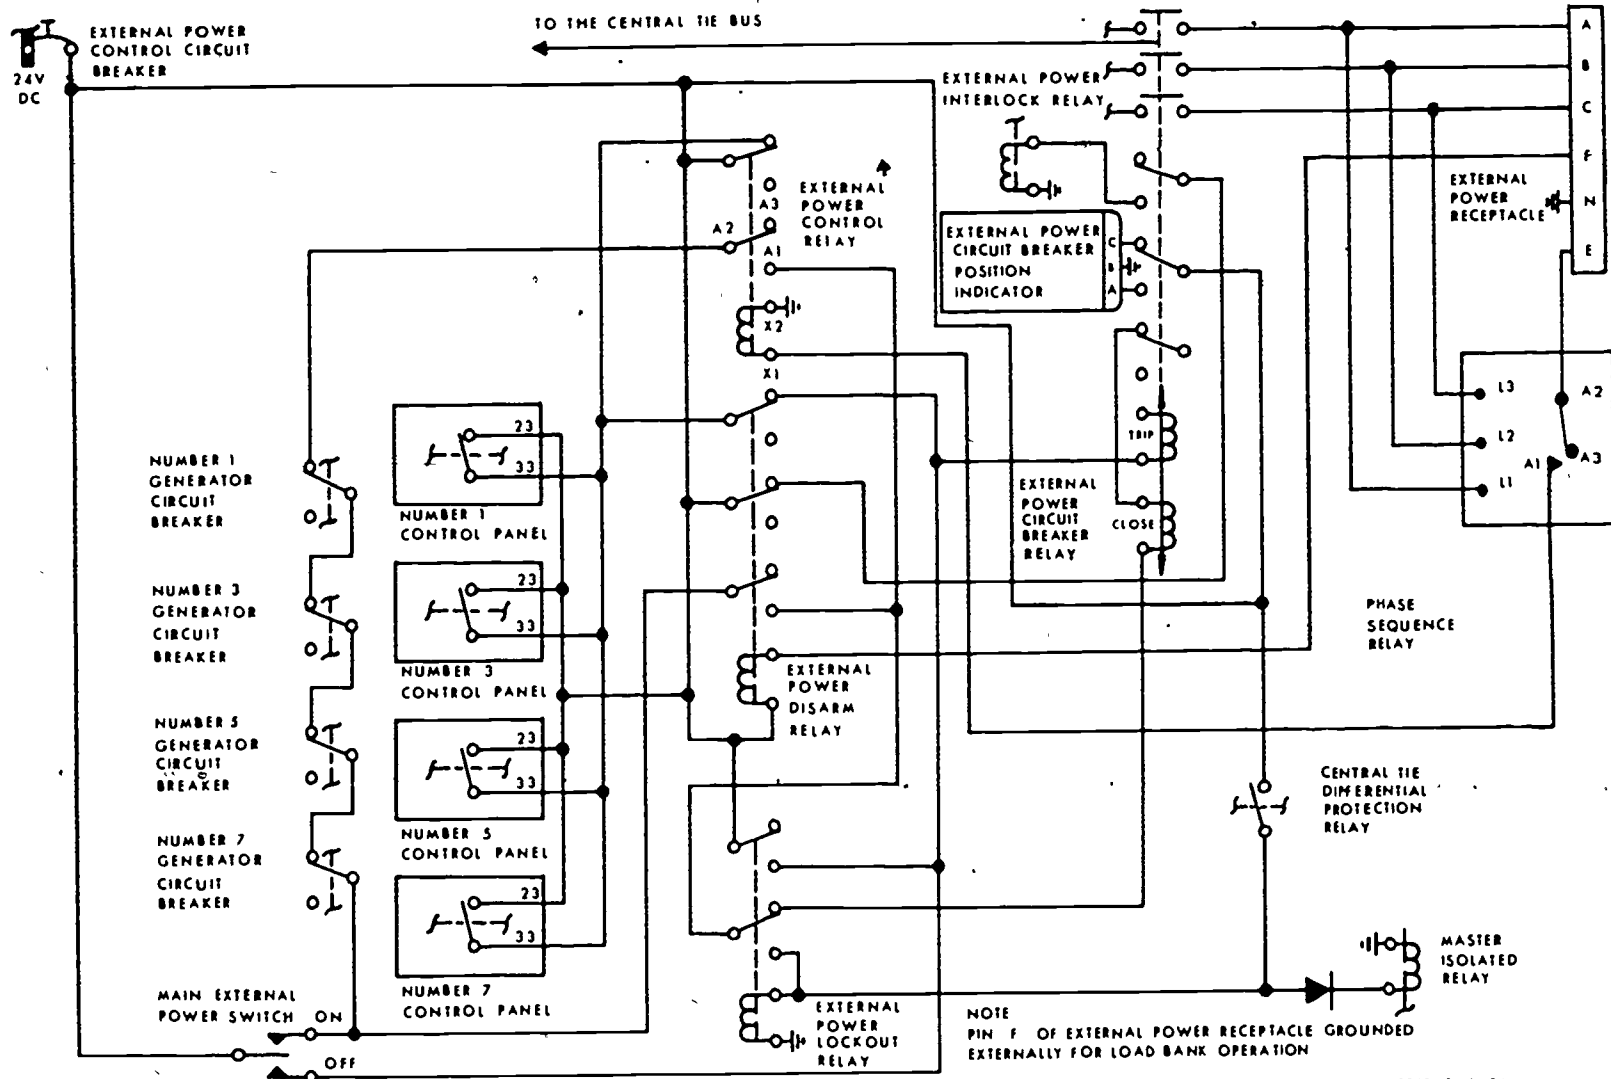 EXTERNAL POWER
CONTROL CIRCUIT
BREAKER
24V
DC
TO THE CENTRAL TIE BUS
EXTERNAL POWER
INTERLOCK RELAY
A
B
C
F
N
E
EXTERNAL
POWER
RECEPTACLE
A3
EXTERNAL
POWER
CONTROL
RELAY
A2
A1
X2
X1
EXTERNAL POWER
CIRCUIT BREAKER
POSITION
INDICATOR
C
B
A
TRIP
CLOSE
EXTERNAL
POWER
CIRCUIT
BREAKER
RELAY
L3
L2
L1
A2
A1
A3
PHASE
SEQUENCE
RELAY
NUMBER 1
GENERATOR
CIRCUIT
BREAKER
23
33
NUMBER 1
CONTROL PANEL
NUMBER 3
GENERATOR
CIRCUIT
BREAKER
23
33
NUMBER 3
CONTROL PANEL
EXTERNAL
POWER
DISARM
RELAY
NUMBER 5
GENERATOR
CIRCUIT
BREAKER
23
33
NUMBER 5
CONTROL PANEL
CENTRAL TIE
DIFFERENTIAL
PROTECTION
RELAY
NUMBER 7
GENERATOR
CIRCUIT
BREAKER
23
33
NUMBER 7
CONTROL PANEL
MAIN EXTERNAL
POWER SWITCH
ON
OFF
EXTERNAL
POWER
LOCKOUT
RELAY
MASTER
ISOLATED
RELAY
NOTE
PIN F OF EXTERNAL POWER RECEPTACLE GROUNDED
EXTERNALLY FOR LOAD BANK OPERATION